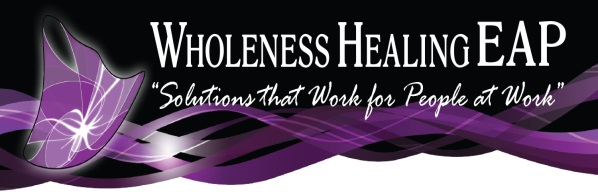 WHOLENESS HEALING EAP
"Solutions that Work for People at Work"